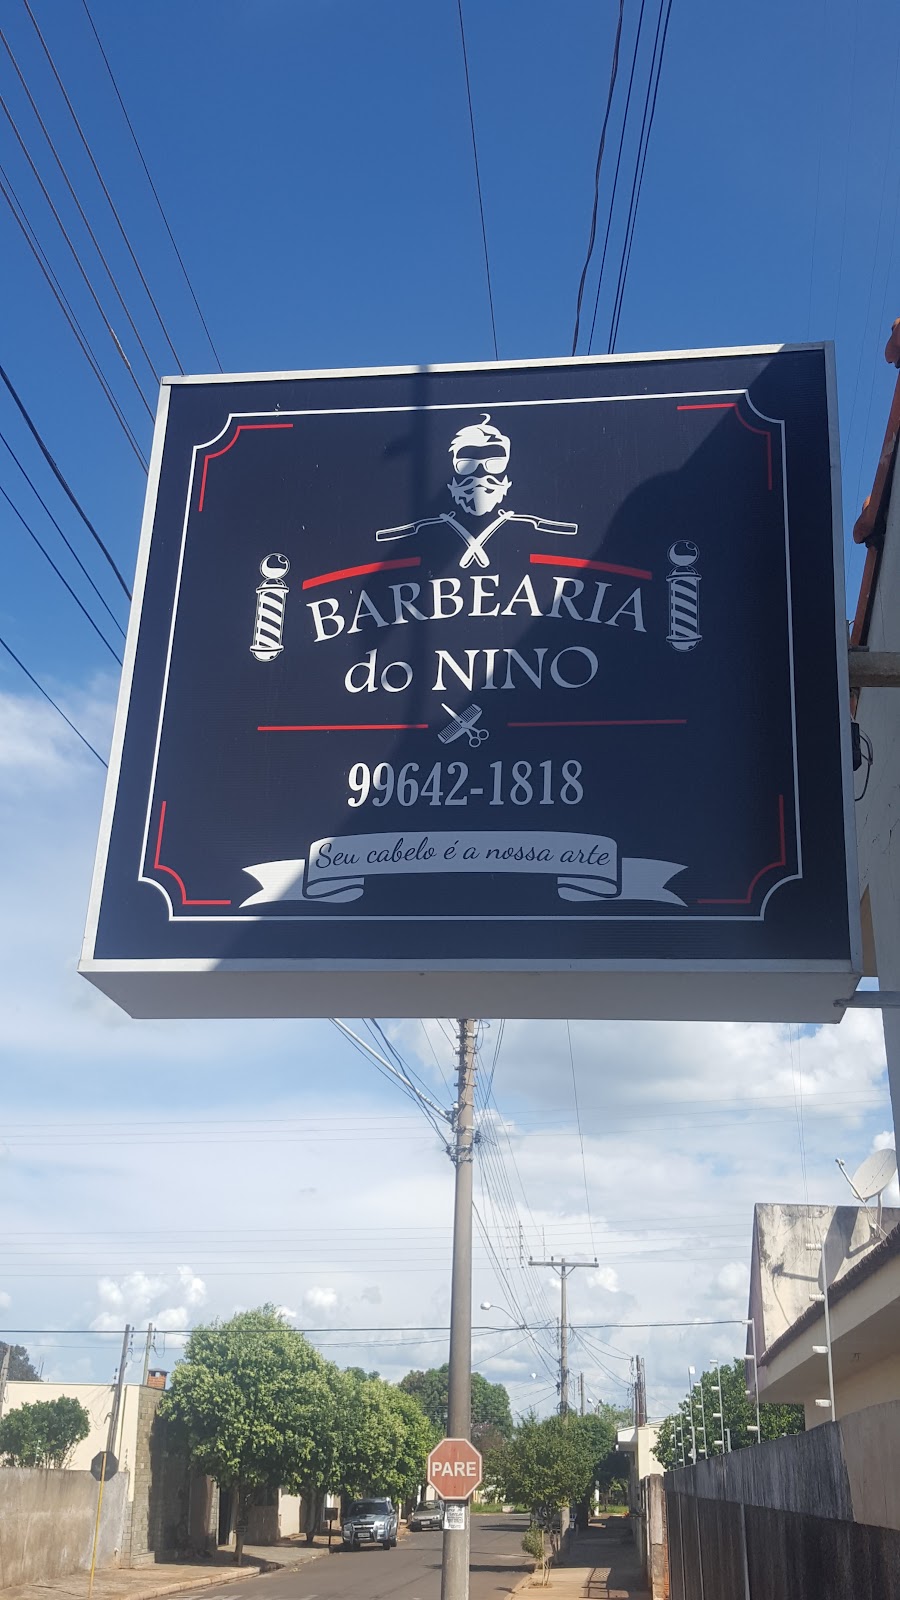 BARBEARIA
do NINO
99642-1818
Seu cabelo é a nossa arte
PARE